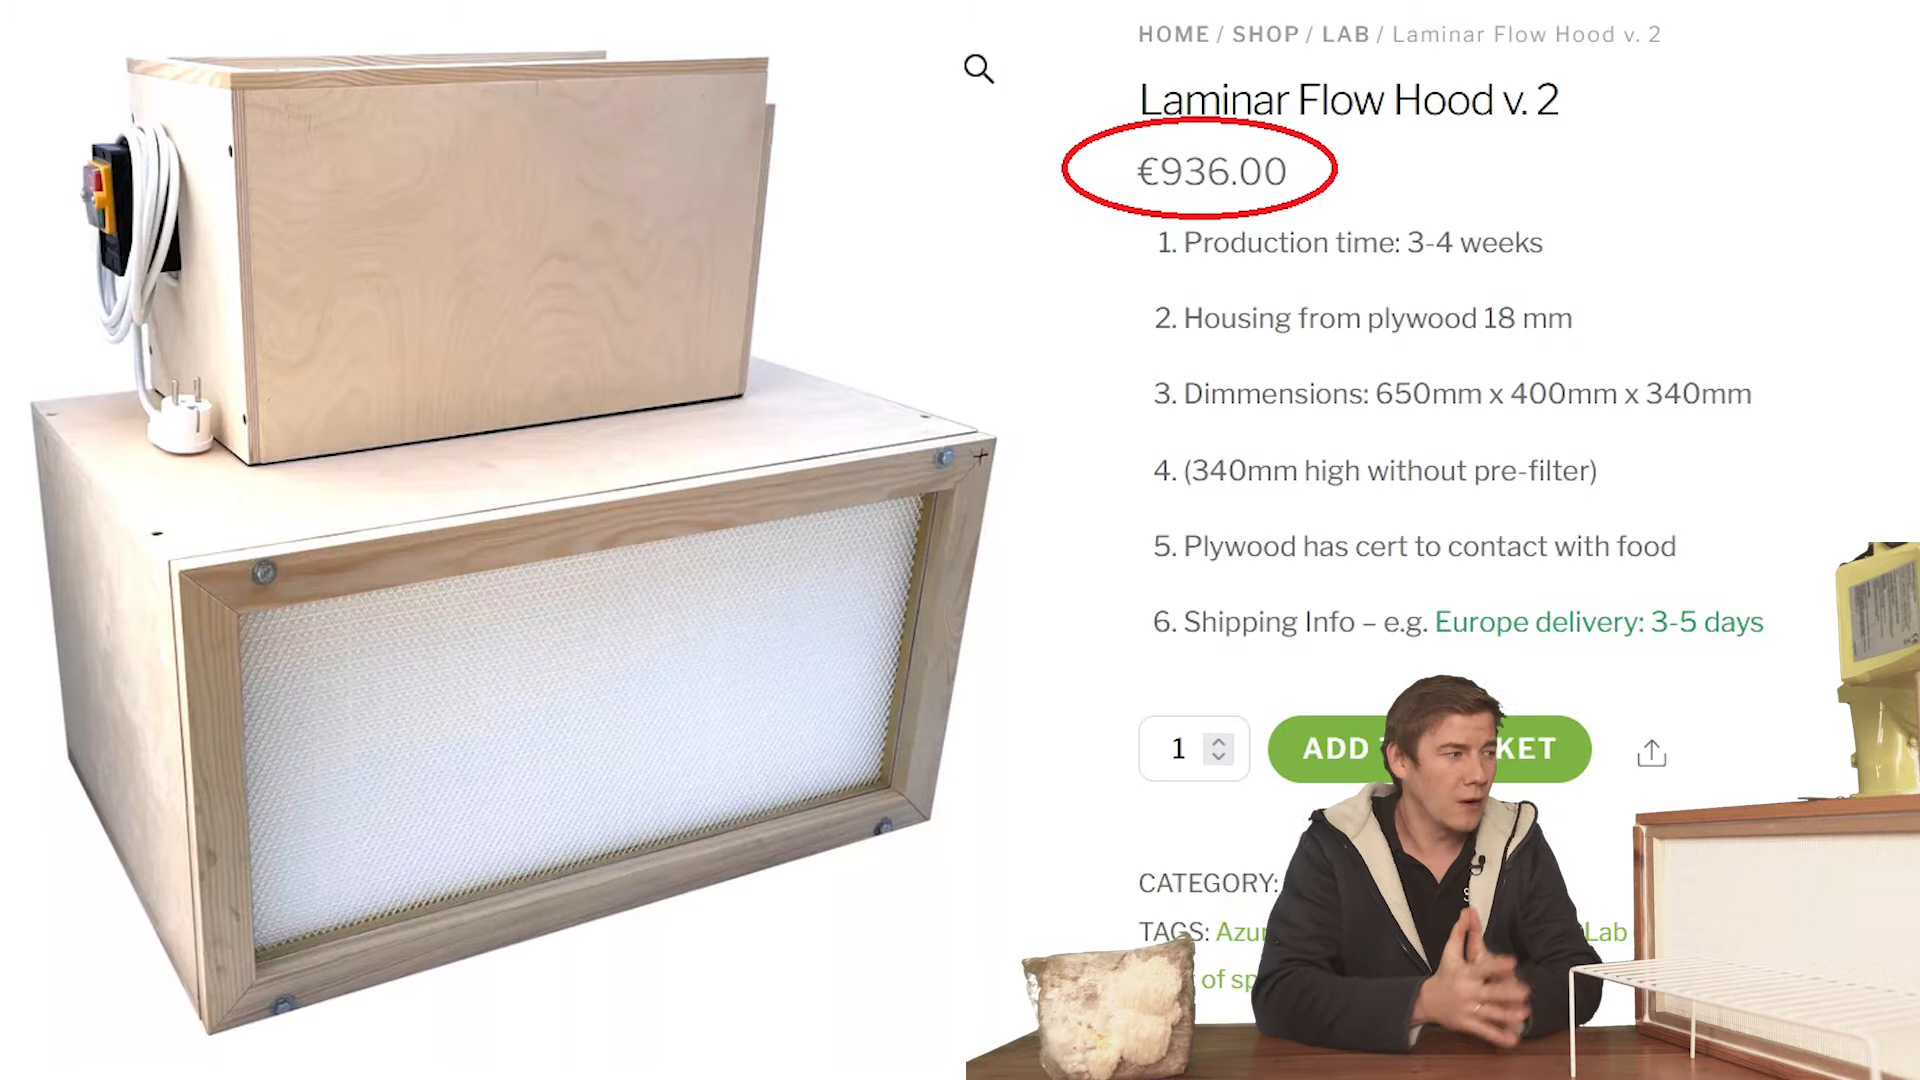 HOME / SHOP / LAB / Laminar Flow Hood v. 2
Laminar Flow Hood v. 2
€936.00
1. Production time: 3-4 weeks
2. Housing from plywood 18 mm
3. Dimmensions: 650mm x 400mm x 340mm
4. (340mm high without pre-filter)
5. Plywood has cert to contact with food
6. Shipping Info – e.g. Europe delivery: 3-5 days
1 ADD KET
CATEGORY:
TAGS: Lab
of